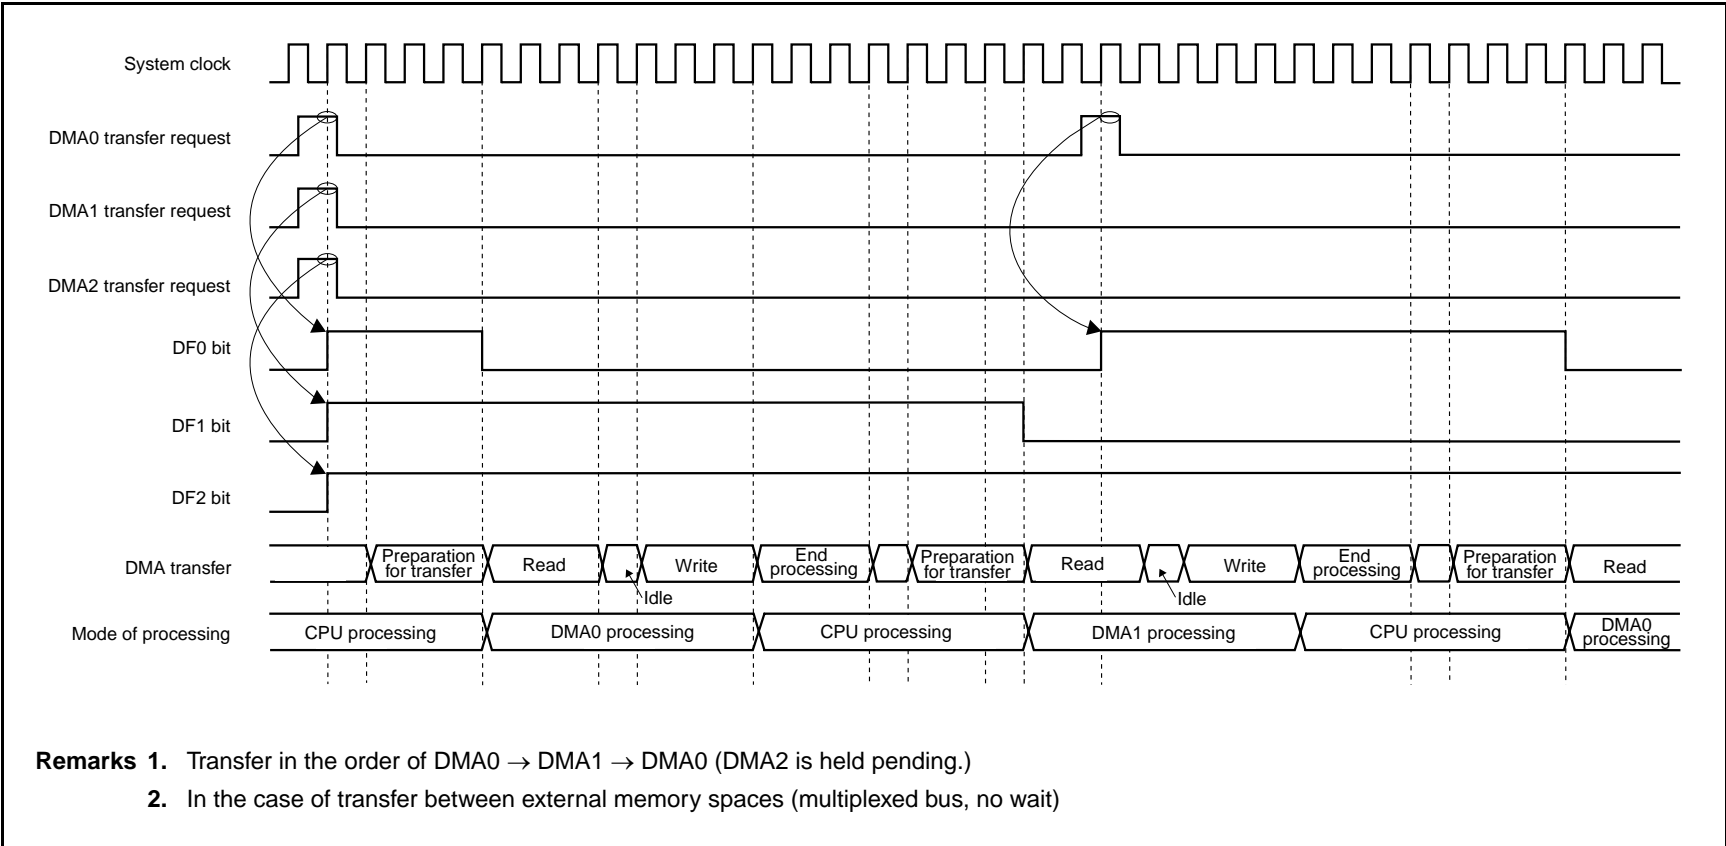 System clock
DMA0 transfer request
DMA1 transfer request
DMA2 transfer request
DF0 bit
DF1 bit
DF2 bit
DMA transfer
Preparation
for transfer
Read
Idle
Write
End
processing
Preparation
for transfer
Read
Idle
Write
End
processing
Preparation
for transfer
Read
Mode of processing
CPU processing
DMA0 processing
CPU processing
DMA1 processing
CPU processing
DMA0
processing
Remarks 1. Transfer in the order of DMA0 → DMA1 → DMA0 (DMA2 is held pending.)
2. In the case of transfer between external memory spaces (multiplexed bus, no wait)